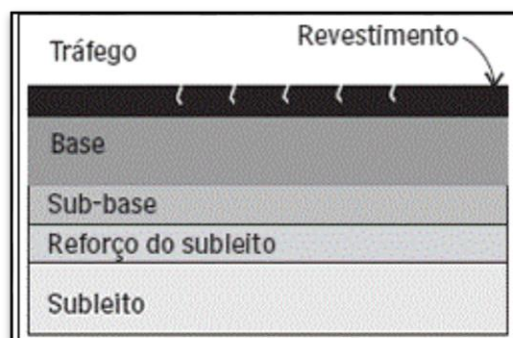 Revestimento
Tráfego
Base
Sub-base
Reforço do subleito
Subleito